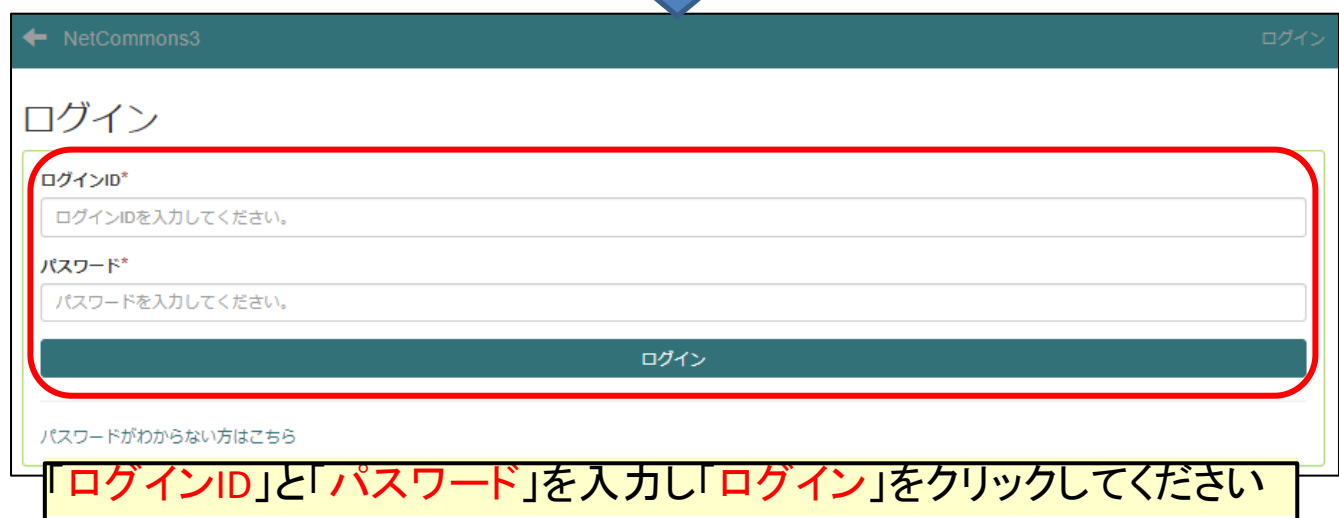 NetCommons3 ログイン
ログイン
ログインID*
ログインIDを入力してください。
パスワード*
パスワードを入力してください。
ログイン
パスワードがわからない方はこちら
「ログインID」と「パスワード」を入力し「ログイン」をクリックしてください